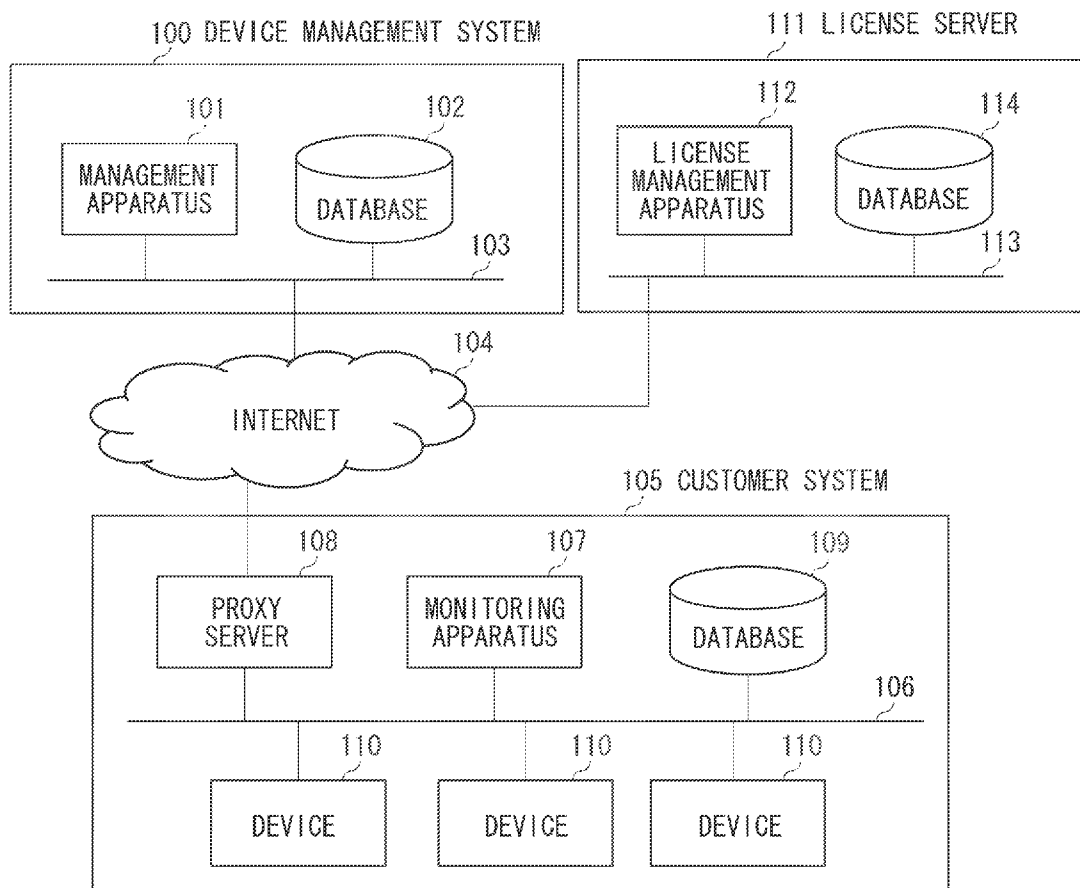 100 DEVICE MANAGEMENT SYSTEM
111 LICENSE SERVER
101
102
112
114
MANAGEMENT
APPARATUS
DATABASE
LICENSE
MANAGEMENT
APPARATUS
DATABASE
103
113
104
INTERNET
105 CUSTOMER SYSTEM
108
107
109
PROXY
SERVER
MONITORING
APPARATUS
DATABASE
106
110
110
110
DEVICE
DEVICE
DEVICE